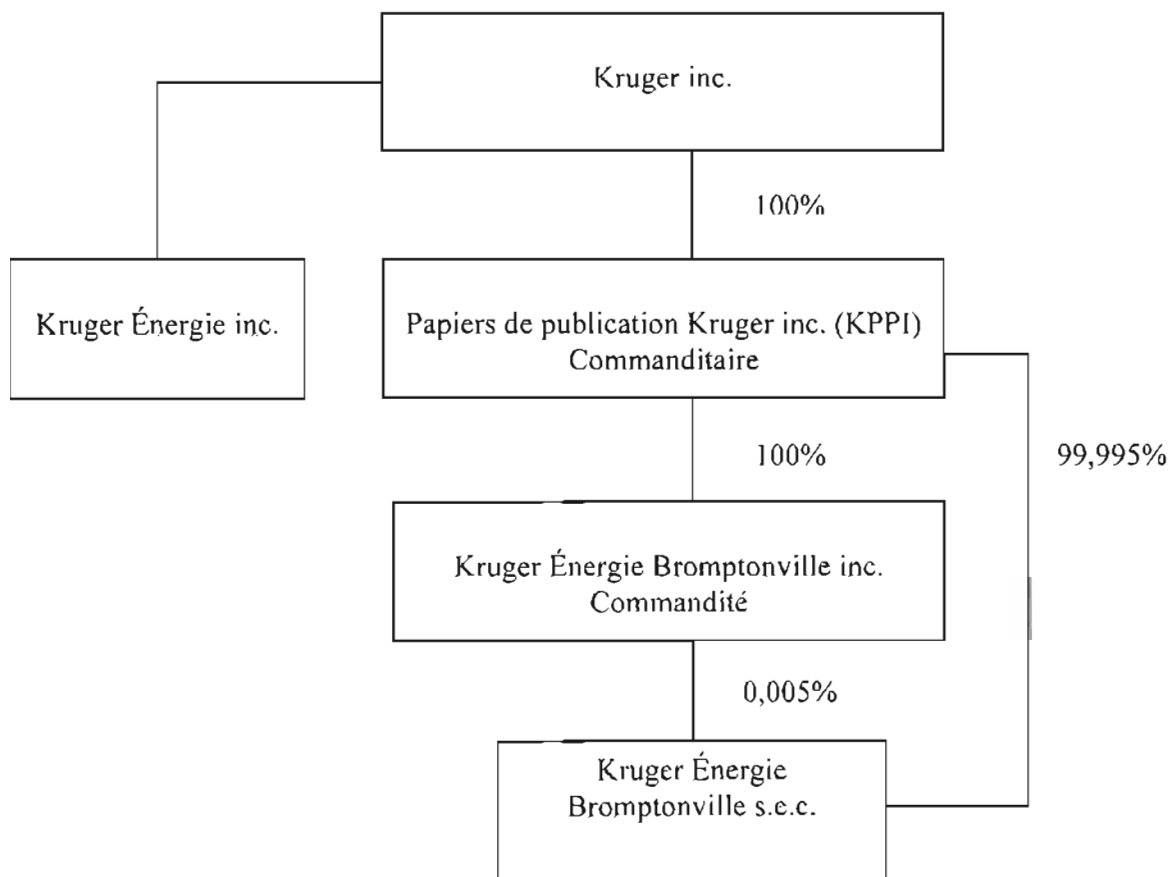 Kruger inc.
100%
Kruger Énergie inc.
Papiers de publication Kruger inc. (KPPI)
Commanditaire
100%
99,995%
Kruger Énergie Bromptonville inc.
Commandité
0,005%
Kruger Énergie
Bromptonville s.e.c.